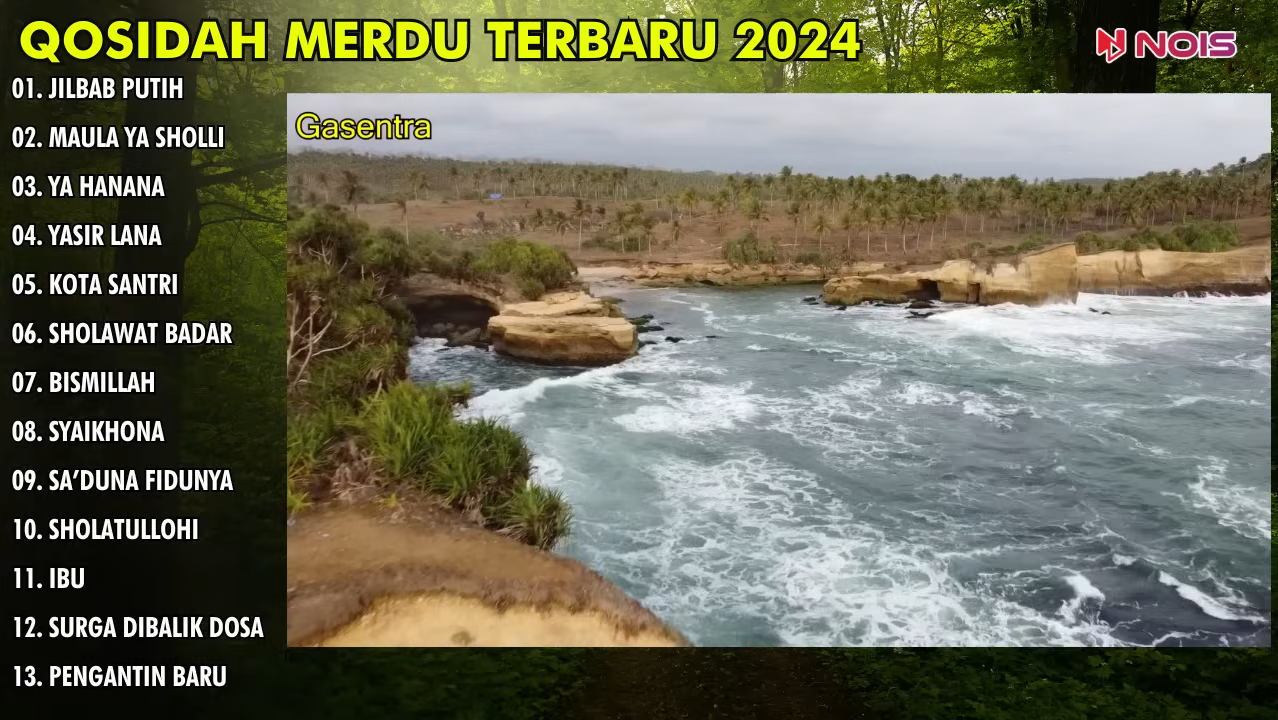 QOSIDAH MERDU TERBARU 2024
NOIS
01. JILBAB PUTIH
02. MAULA YA SHOLLI
03. YA HANANA
04. YASIR LANA
05. KOTA SANTRI
06. SHOLAWAT BADAR
07. BISMILLAH
08. SYAIKHONA
09. SA’DUNA FIDUNYA
10. SHOLATULLOHI
11. IBU
12. SURGA DIBALIK DOSA
13. PENGANTIN BARU
Gasentra